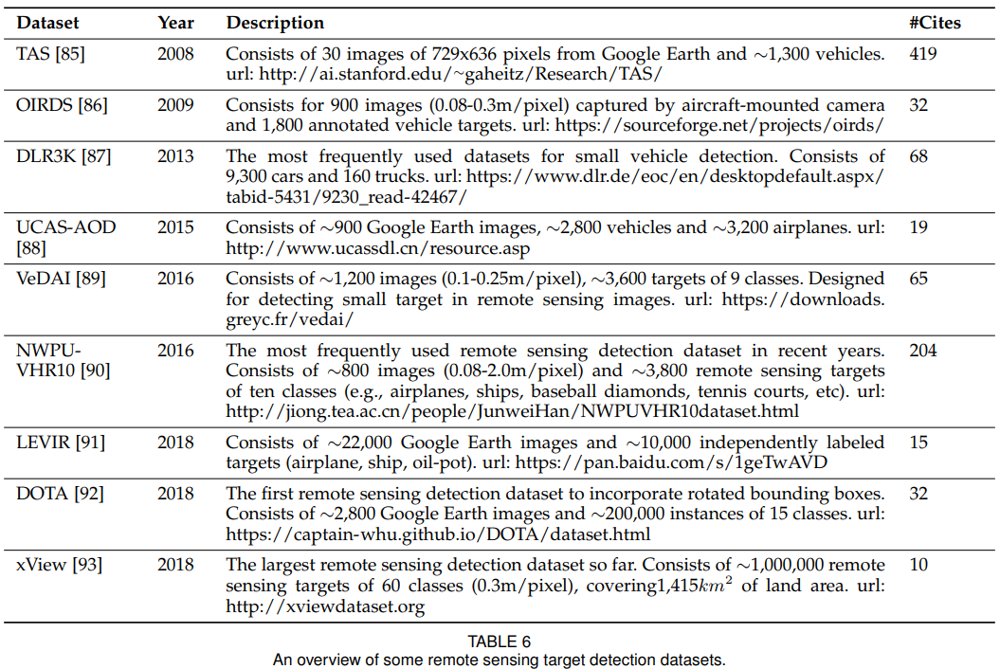 Dataset Year Description #Cites
TAS [85] 2008 Consists of 30 images of 729x636 pixels from Google Earth and ∼1,300 vehicles. 419
url: http://ai.stanford.edu/~gaheitz/Research/TAS/
OIRDS [86] 2009 Consists for 900 images (0.08-0.3m/pixel) captured by aircraft-mounted camera 32
and 1,800 annotated vehicle targets. url: https://sourceforge.net/projects/oirds/
DLR3K [87] 2013 The most frequently used datasets for small vehicle detection. Consists of 68
9,300 cars and 160 trucks. url: https://www.dlr.de/eoc/en/desktopdefault.aspx/
tabid-5431/9230_read-42467/
UCAS-AOD 2015 Consists of ∼900 Google Earth images, ∼2,800 vehicles and ∼3,200 airplanes. url: 19
[88] http://www.ucassdl.cn/resource.asp
VeDAI [89] 2016 Consists of ∼1,200 images (0.1-0.25m/pixel), ∼3,600 targets of 9 classes. Designed 65
for detecting small target in remote sensing images. url: https://downloads.
greyc.fr/vedai/
NWPU- 2016 The most frequently used remote sensing detection dataset in recent years. 204
VHR10 [90] Consists of ∼800 images (0.08-2.0m/pixel) and ∼3,800 remote sensing targets
of ten classes (e.g., airplanes, ships, baseball diamonds, tennis courts, etc). url:
http://jiong.tea.ac.cn/people/JunweiHan/NWPUVHR10dataset.html
LEVIR [91] 2018 Consists of ∼22,000 Google Earth images and ∼10,000 independently labeled 15
targets (airplane, ship, oil-pot). url: https://pan.baidu.com/s/1geTwAVD
DOTA [92] 2018 The first remote sensing detection dataset to incorporate rotated bounding boxes. 32
Consists of ∼2,800 Google Earth images and ∼200,000 instances of 15 classes. url:
https://captain-whu.github.io/DOTA/dataset.html
xView [93] 2018 The largest remote sensing detection dataset so far. Consists of ∼1,000,000 remote 10
sensing targets of 60 classes (0.3m/pixel), covering1,415km² of land area. url:
http://xviewdataset.org
TABLE 6
An overview of some remote sensing target detection datasets.